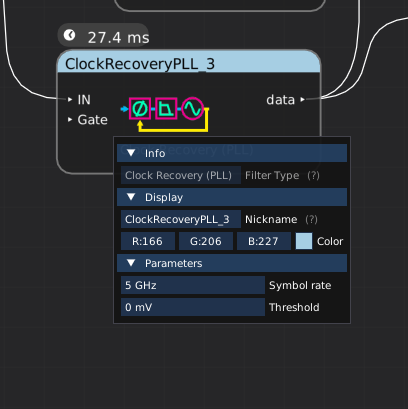 27.4 ms
ClockRecoveryPLL_3
IN
data
Gate
Info
Clock Recovery (PLL) Filter Type (?)
Display
ClockRecoveryPLL_3 Nickname (?)
R:166 G:206 B:227 Color
Parameters
5 GHz Symbol rate
0 mV Threshold